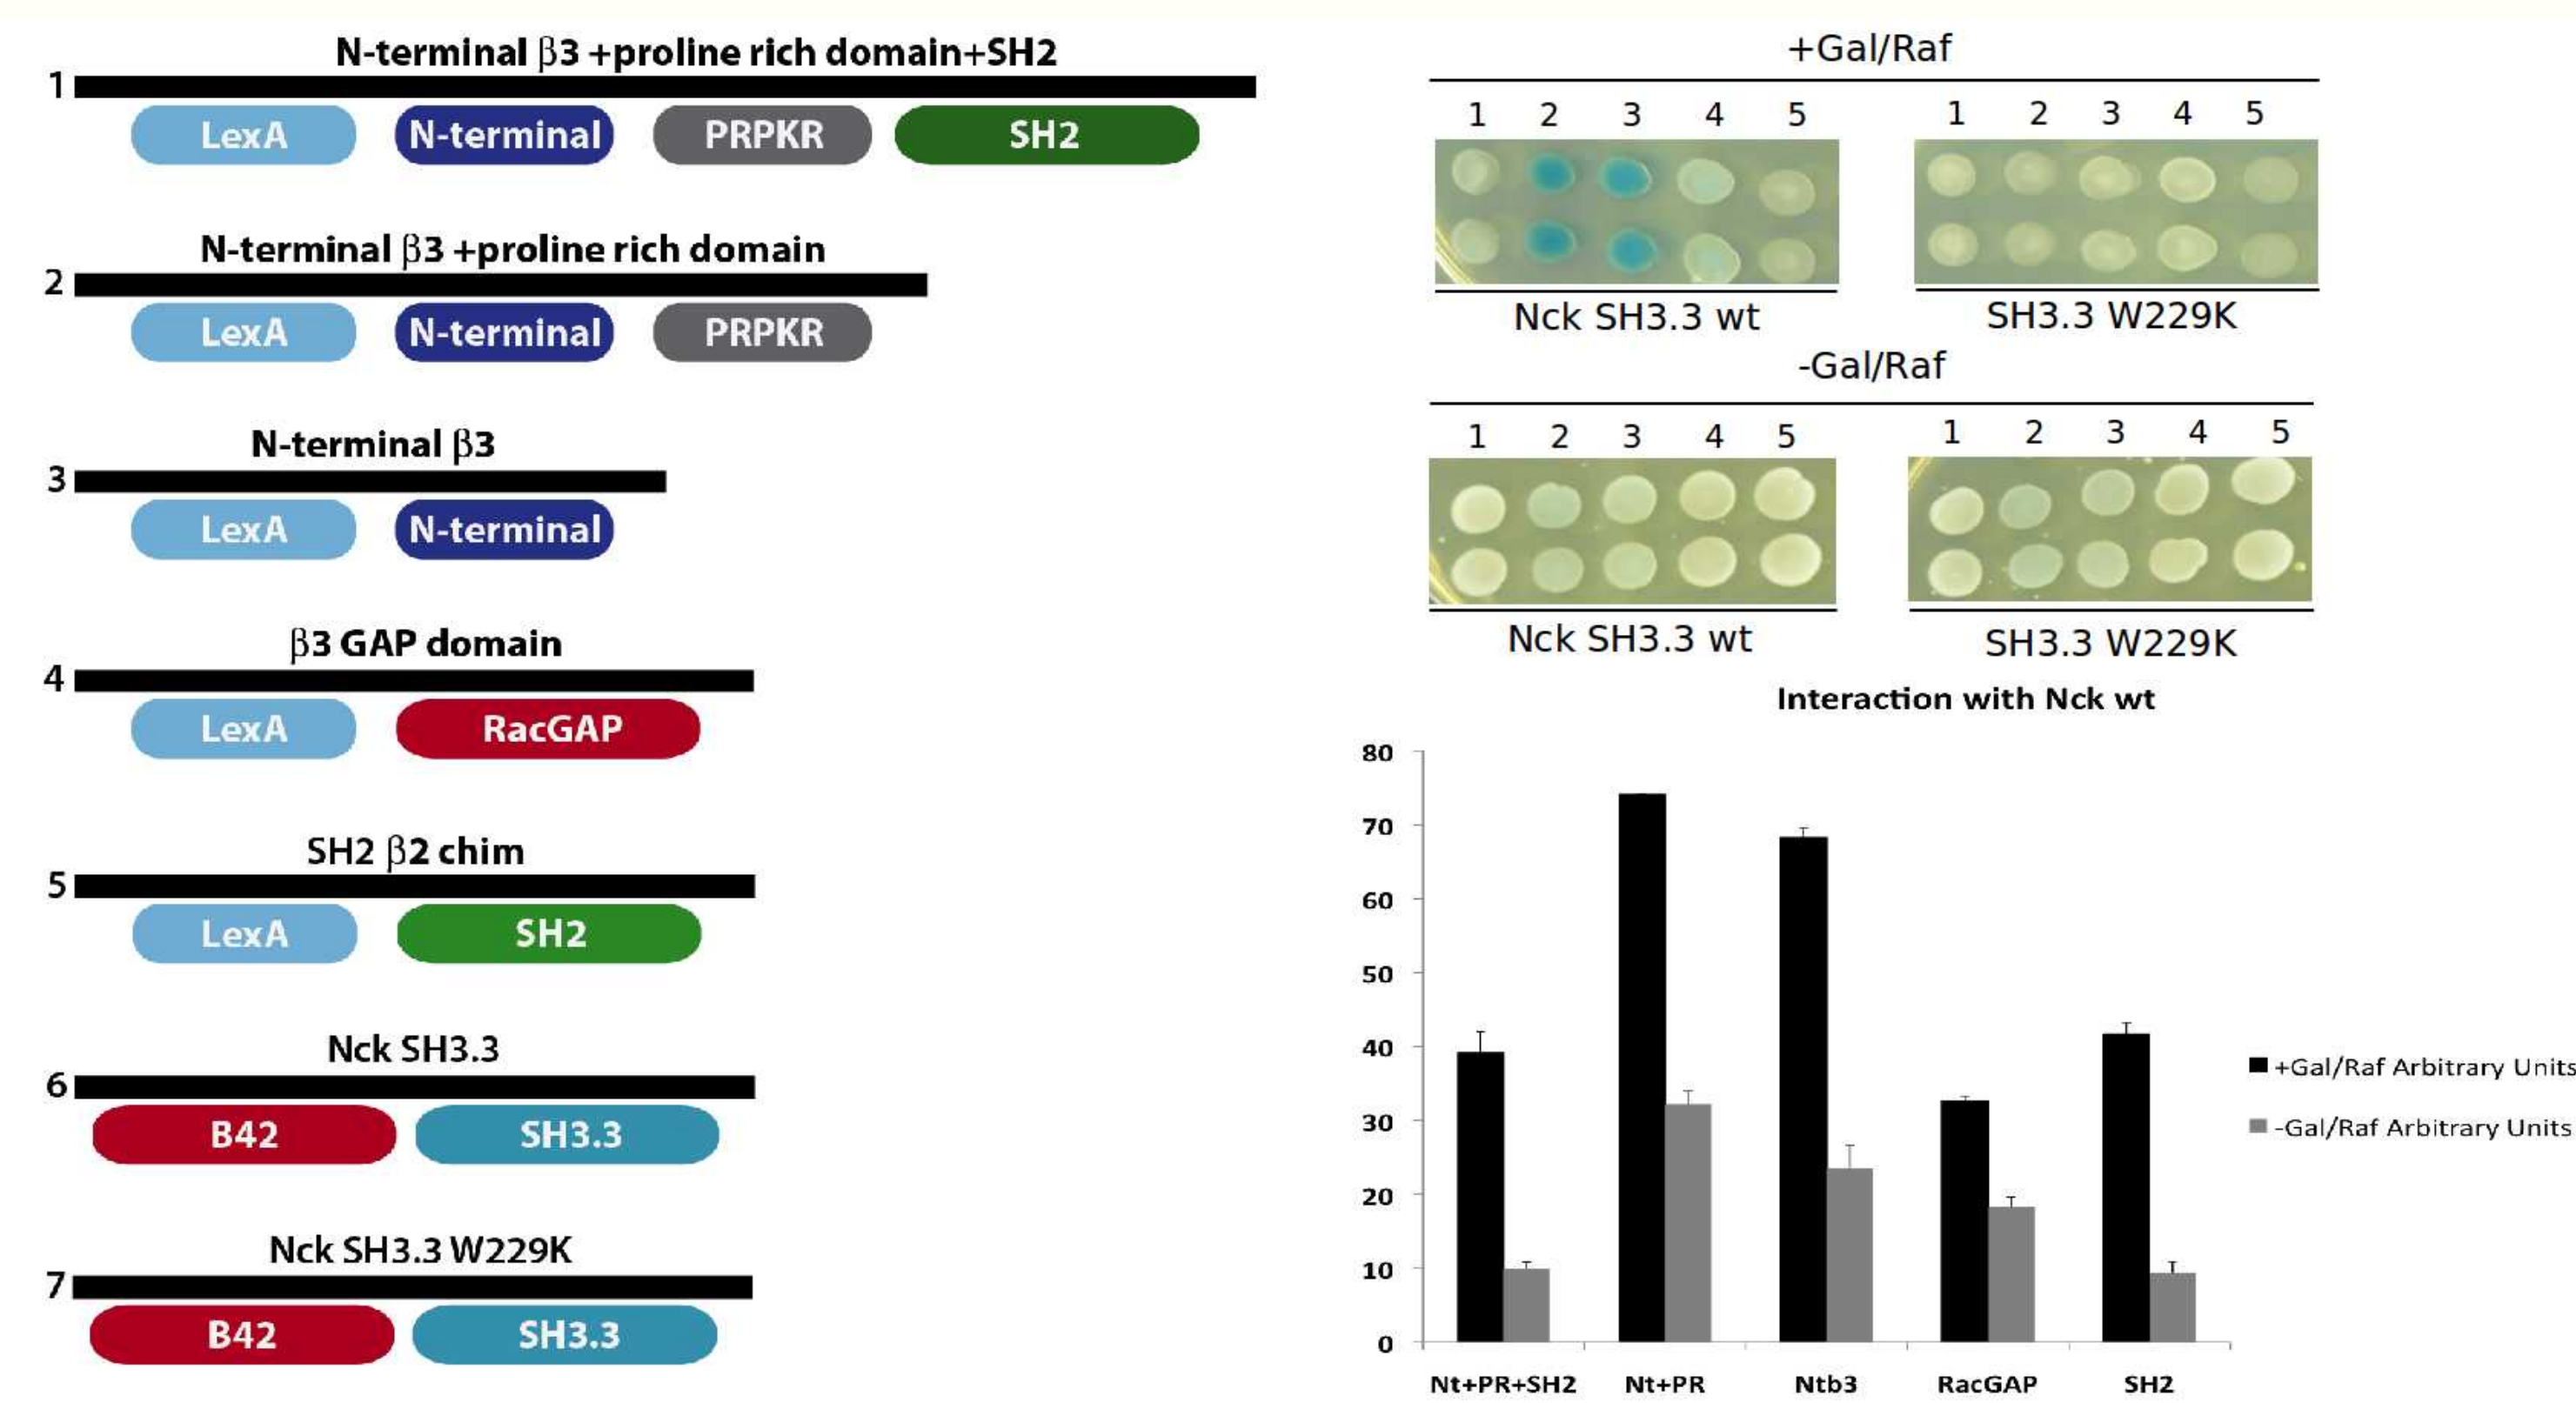 N-terminal β3 +proline rich domain+SH2
1
LexA N-terminal PRPKR SH2
N-terminal β3 +proline rich domain
2
LexA N-terminal PRPKR
N-terminal β3
3
LexA N-terminal
β3 GAP domain
4
LexA RacGAP
SH2 β2 chim
5
LexA SH2
Nck SH3.3
6
B42 SH3.3
Nck SH3.3 W229K
7
B42 SH3.3
+Gal/Raf
1 2 3 4 5 1 2 3 4 5
Nck SH3.3 wt SH3.3 W229K
-Gal/Raf
1 2 3 4 5 1 2 3 4 5
Nck SH3.3 wt SH3.3 W229K
Interaction with Nck wt
80
70
60
50
40
30
20
10
0
Nt+PR+SH2 Nt+PR Ntb3 RacGAP SH2
+Gal/Raf Arbitrary Units
-Gal/Raf Arbitrary Units